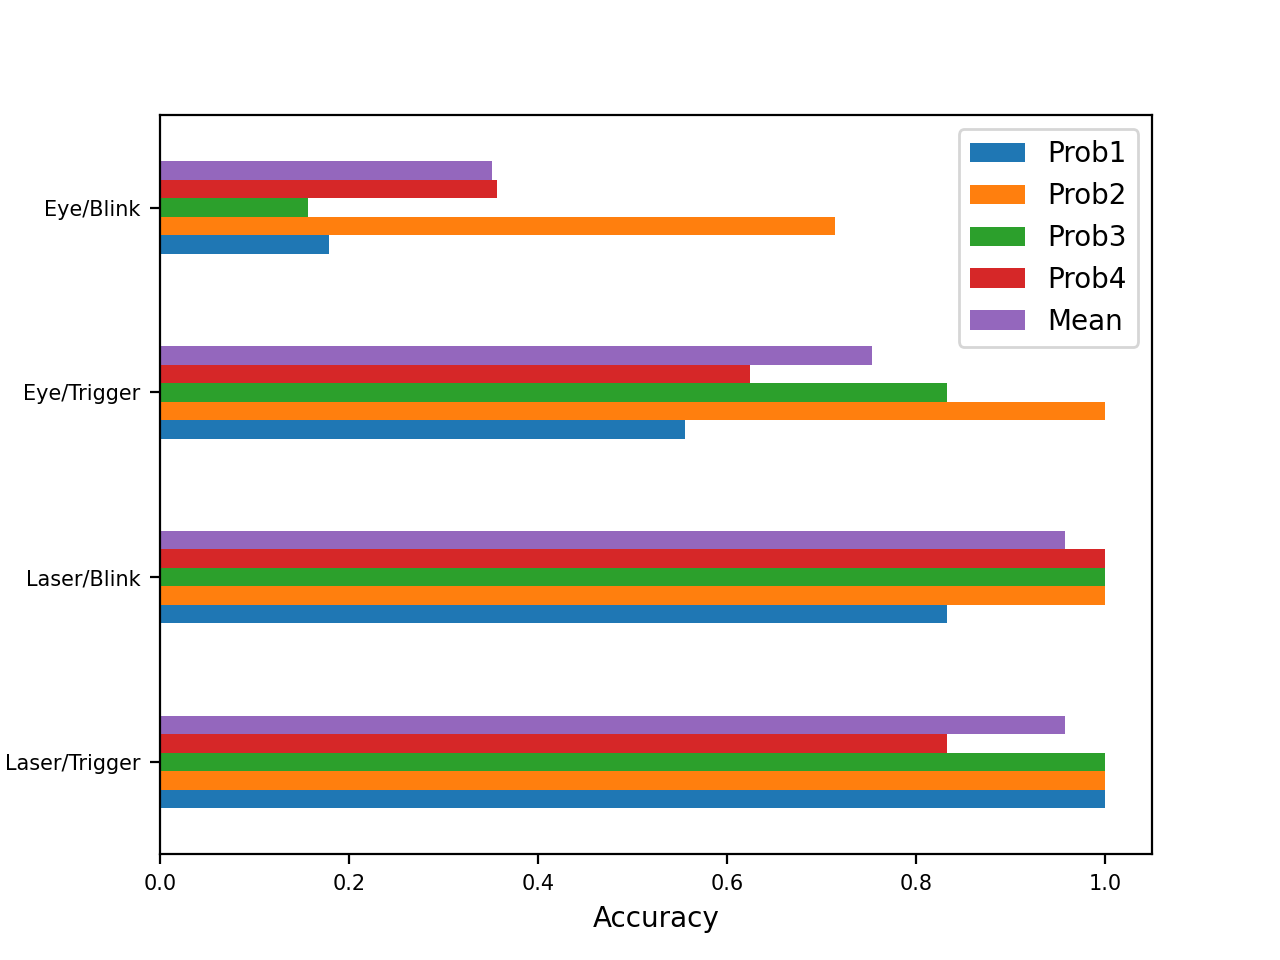 Prob1
Prob2
Prob3
Prob4
Mean
Eye/Blink
Eye/Trigger
Laser/Blink
Laser/Trigger
0.0 0.2 0.4 0.6 0.8 1.0
Accuracy